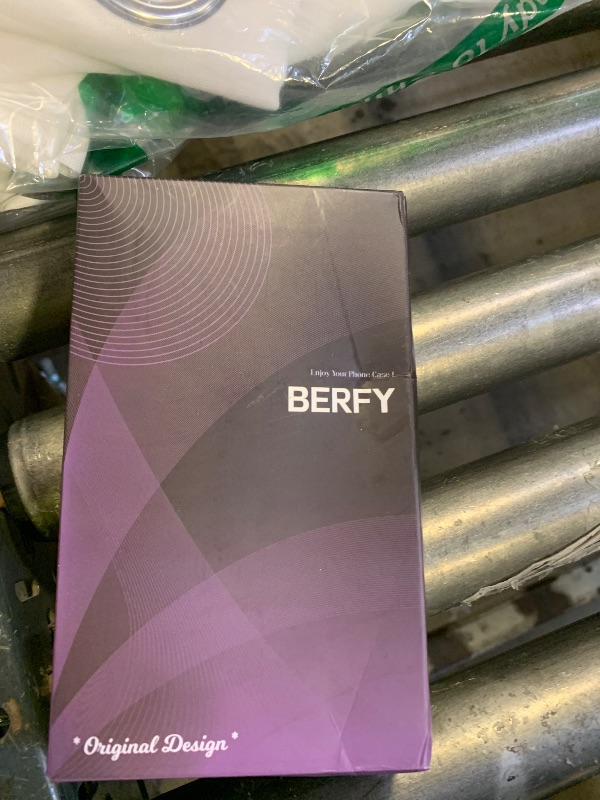 Enjoy Your Phone Case !
BERFY
* Original Design *